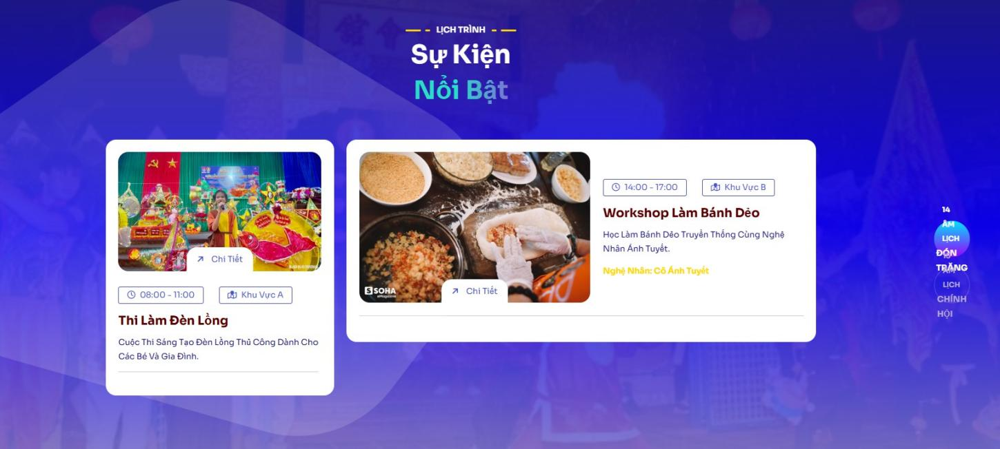 LỊCH TRÌNH
Sự Kiện
Nổi Bật
Chi Tiết
08:00 - 11:00
Khu Vực A
Thi Làm Đèn Lồng
Cuộc Thi Sáng Tạo Đèn Lồng Thủ Công Dành Cho
Các Bé Và Gia Đình.
SOHA
Chi Tiết
14:00 - 17:00
Khu Vực B
Workshop Làm Bánh Dẻo
Học Làm Bánh Dẻo Truyền Thống Cùng Nghệ
Nhân Ánh Tuyết.
Nghệ Nhân: Cô Ánh Tuyết
14
ÂM
LỊCH
ĐÓN
TRĂNG
ÂM
LỊCH
CHÍNH
HỘI